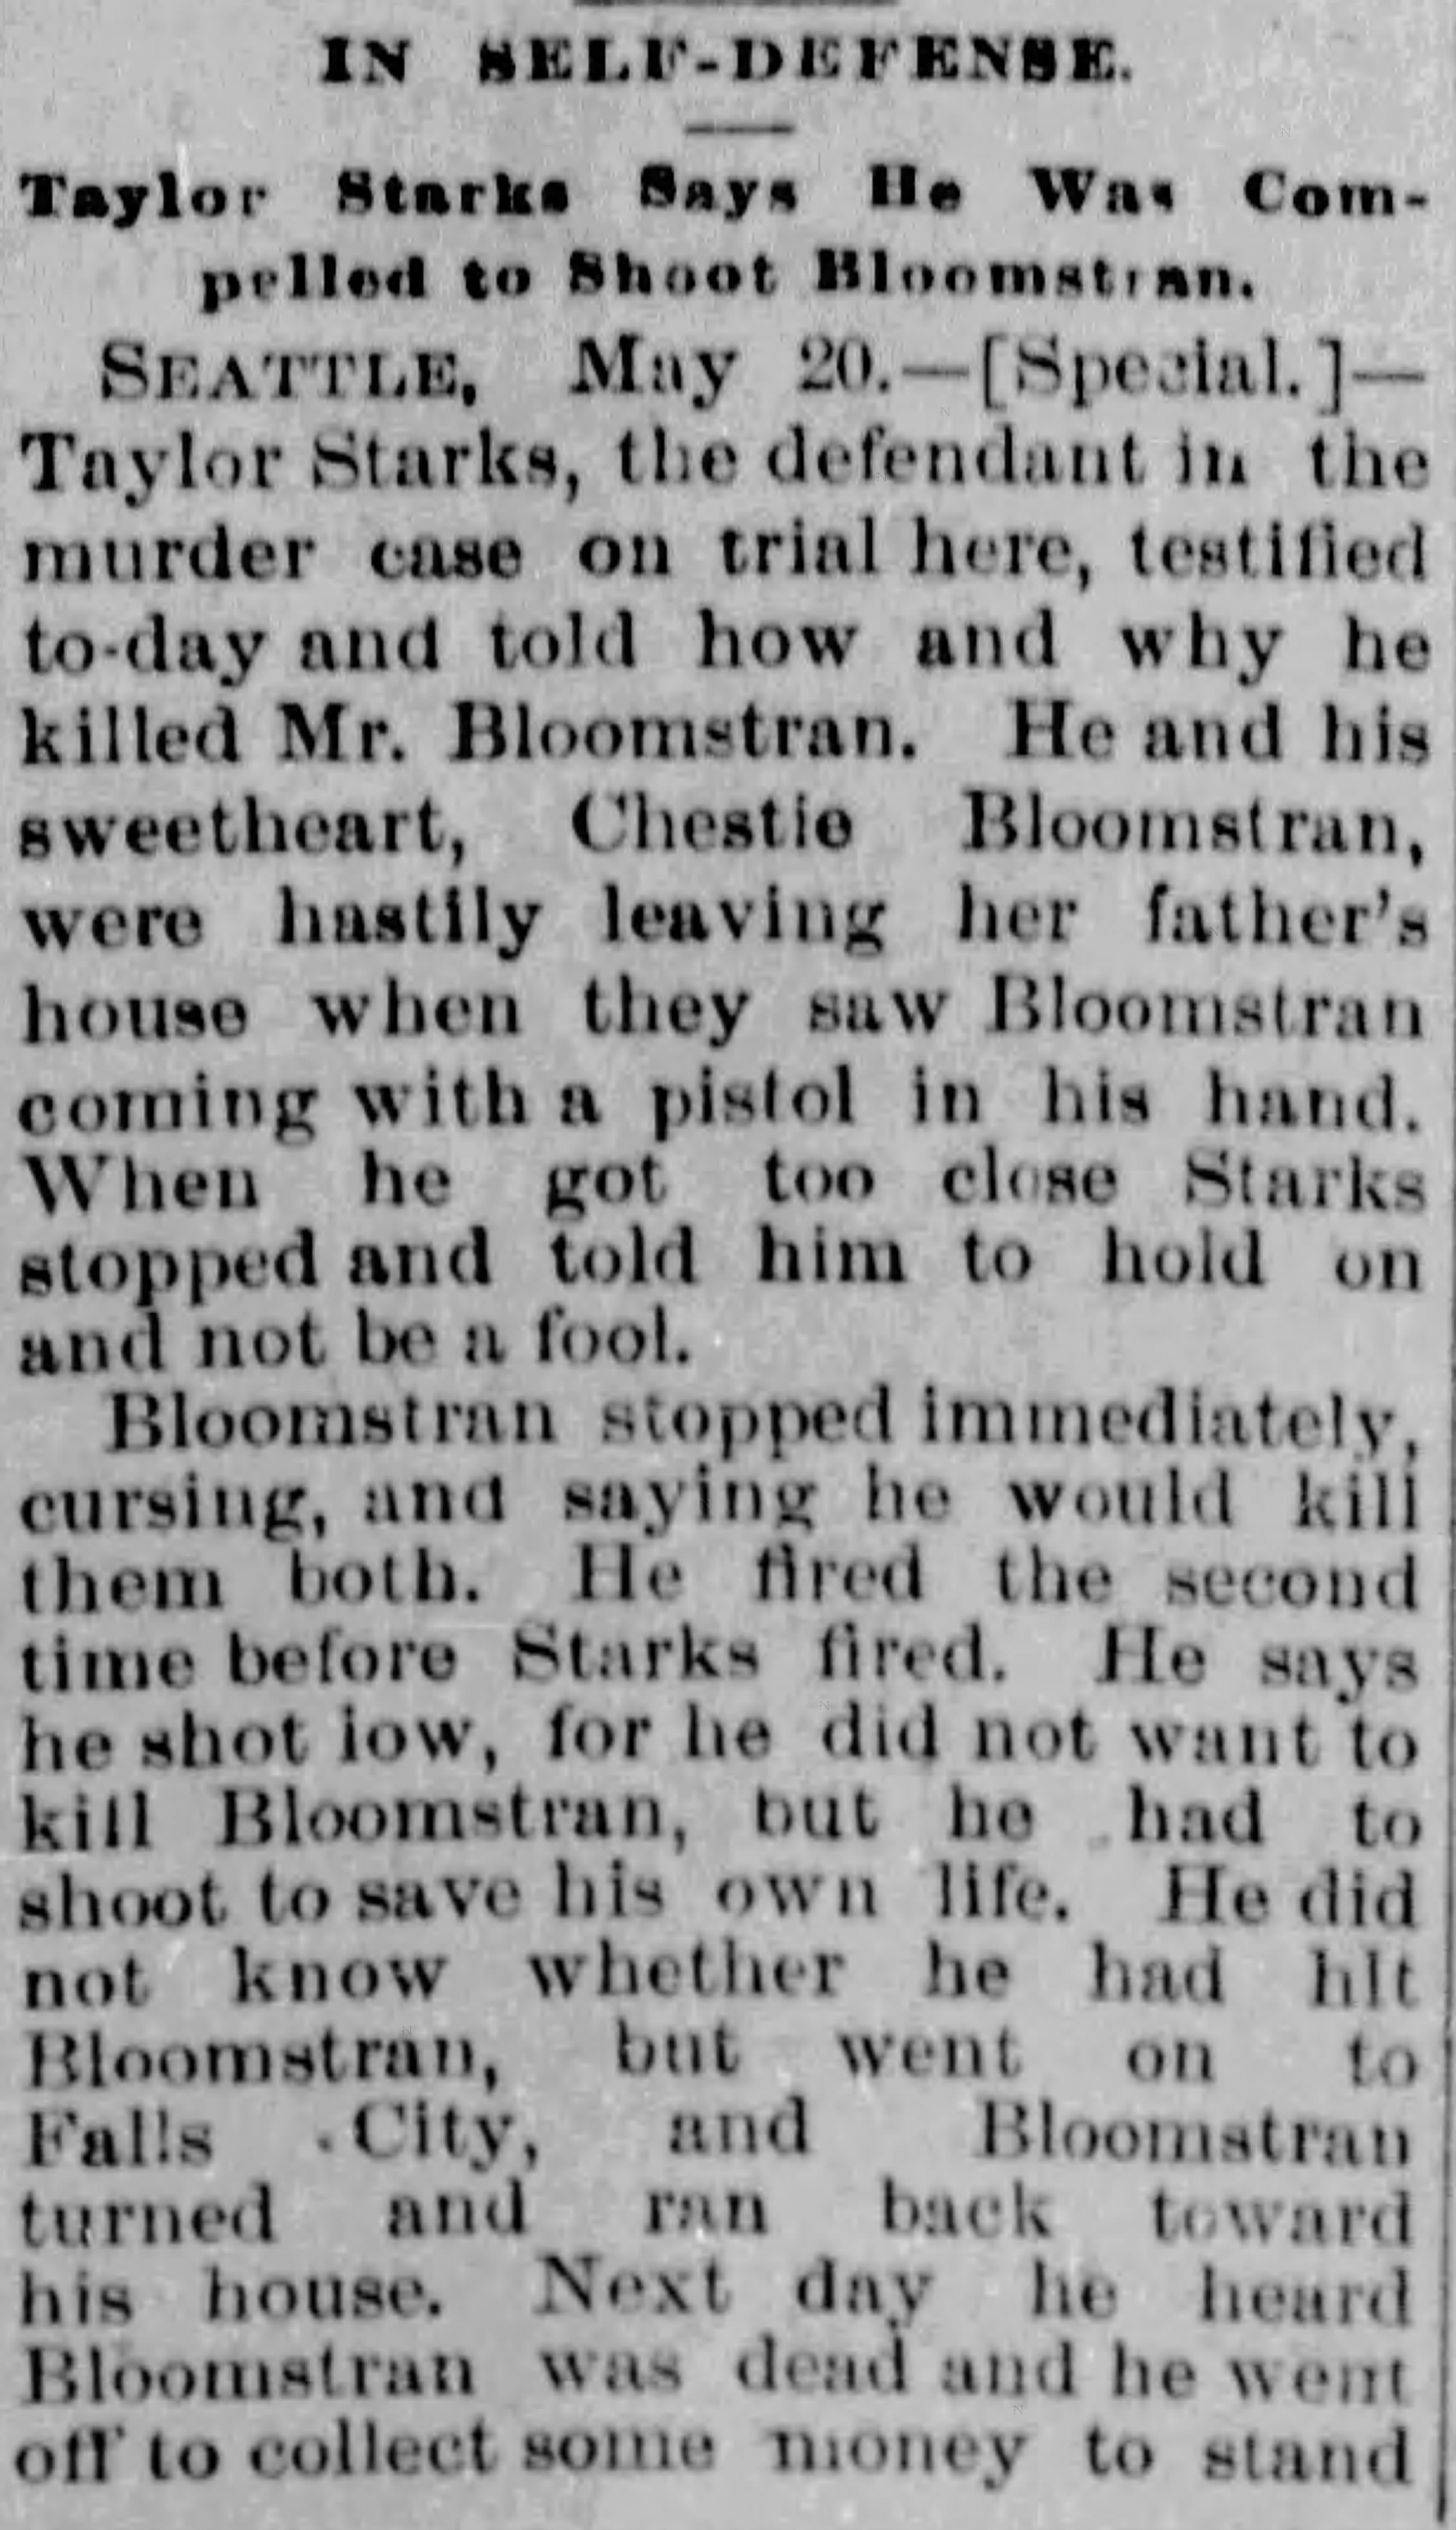 IN SELF-DEFENSE.
Taylor Starks Says He Was Com-
pelled to Shoot Bloomstran.
SEATTLE, May 20.—[Special.]—
Taylor Starks, the defendant in the
murder case on trial here, testified
to-day and told how and why he
killed Mr. Bloomstran. He and his
sweetheart, Chestie Bloomstran,
were hastily leaving her father's
house when they saw Bloomstran
coming with a pistol in his hand.
When he got too close Starks
stopped and told him to hold on
and not be a fool.
Bloomstran stopped immediately,
cursing, and saying he would kill
them both. He fired the second
time before Starks fired. He says
he shot low, for he did not want to
kill Bloomstran, but he had to
shoot to save his own life. He did
not know whether he had hit
Bloomstran, but went on to
Falls City, and Bloomstran
turned and ran back toward
his house. Next day he heard
Bloomstran was dead and he went
off to collect some money to stand